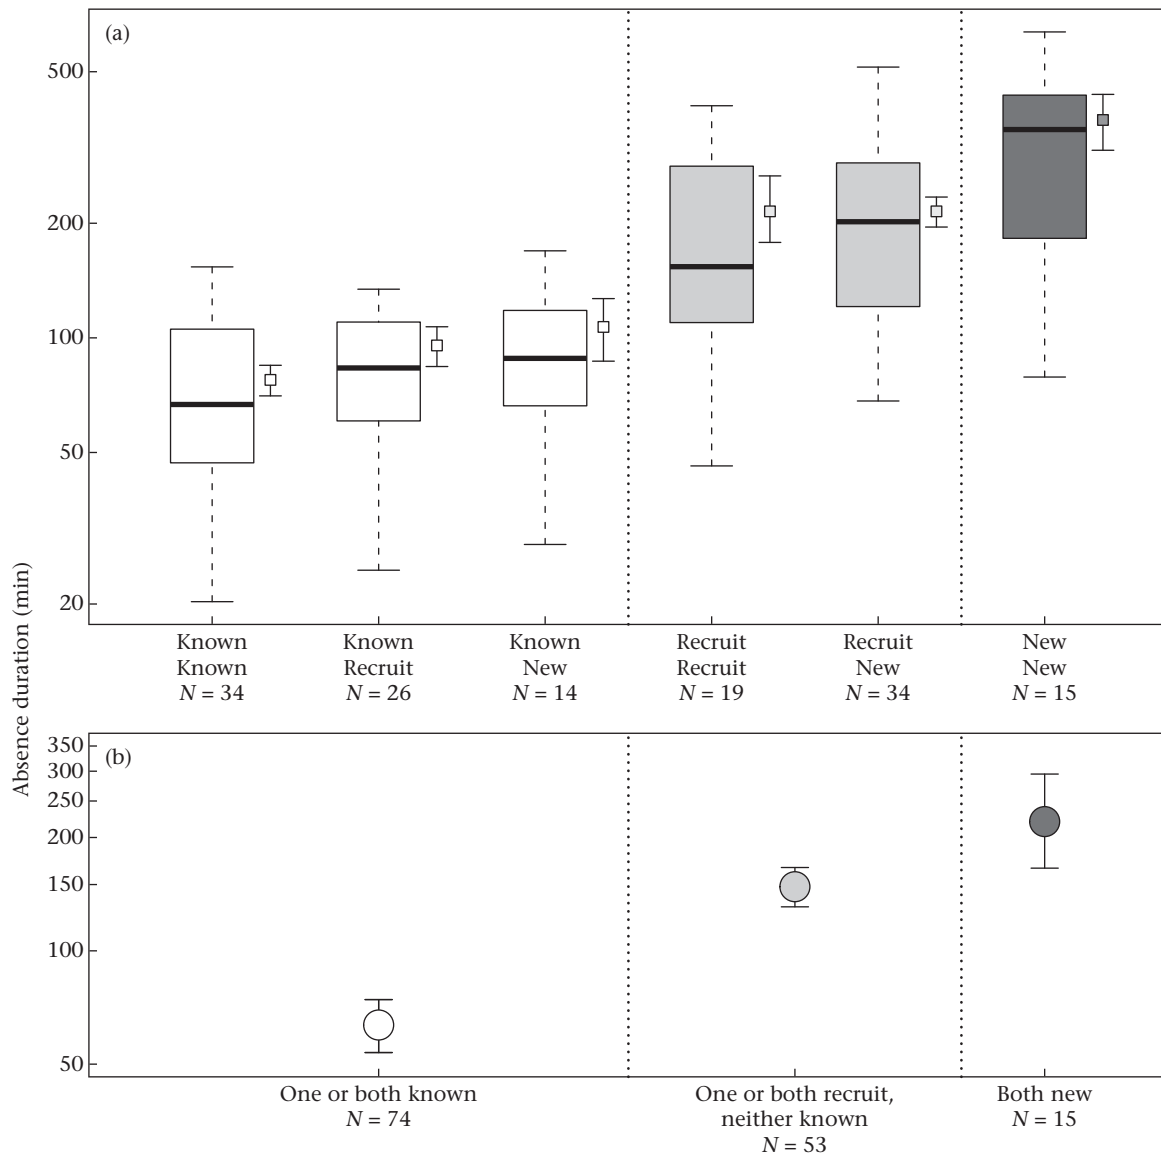 (a)
500
200
100
50
20
Known
Known
N = 34
Known
Recruit
N = 26
Known
New
N = 14
Recruit
Recruit
N = 19
Recruit
New
N = 34
New
New
N = 15
Absence duration (min)
(b)
350
300
250
200
150
100
50
One or both known
N = 74
One or both recruit,
neither known
N = 53
Both new
N = 15